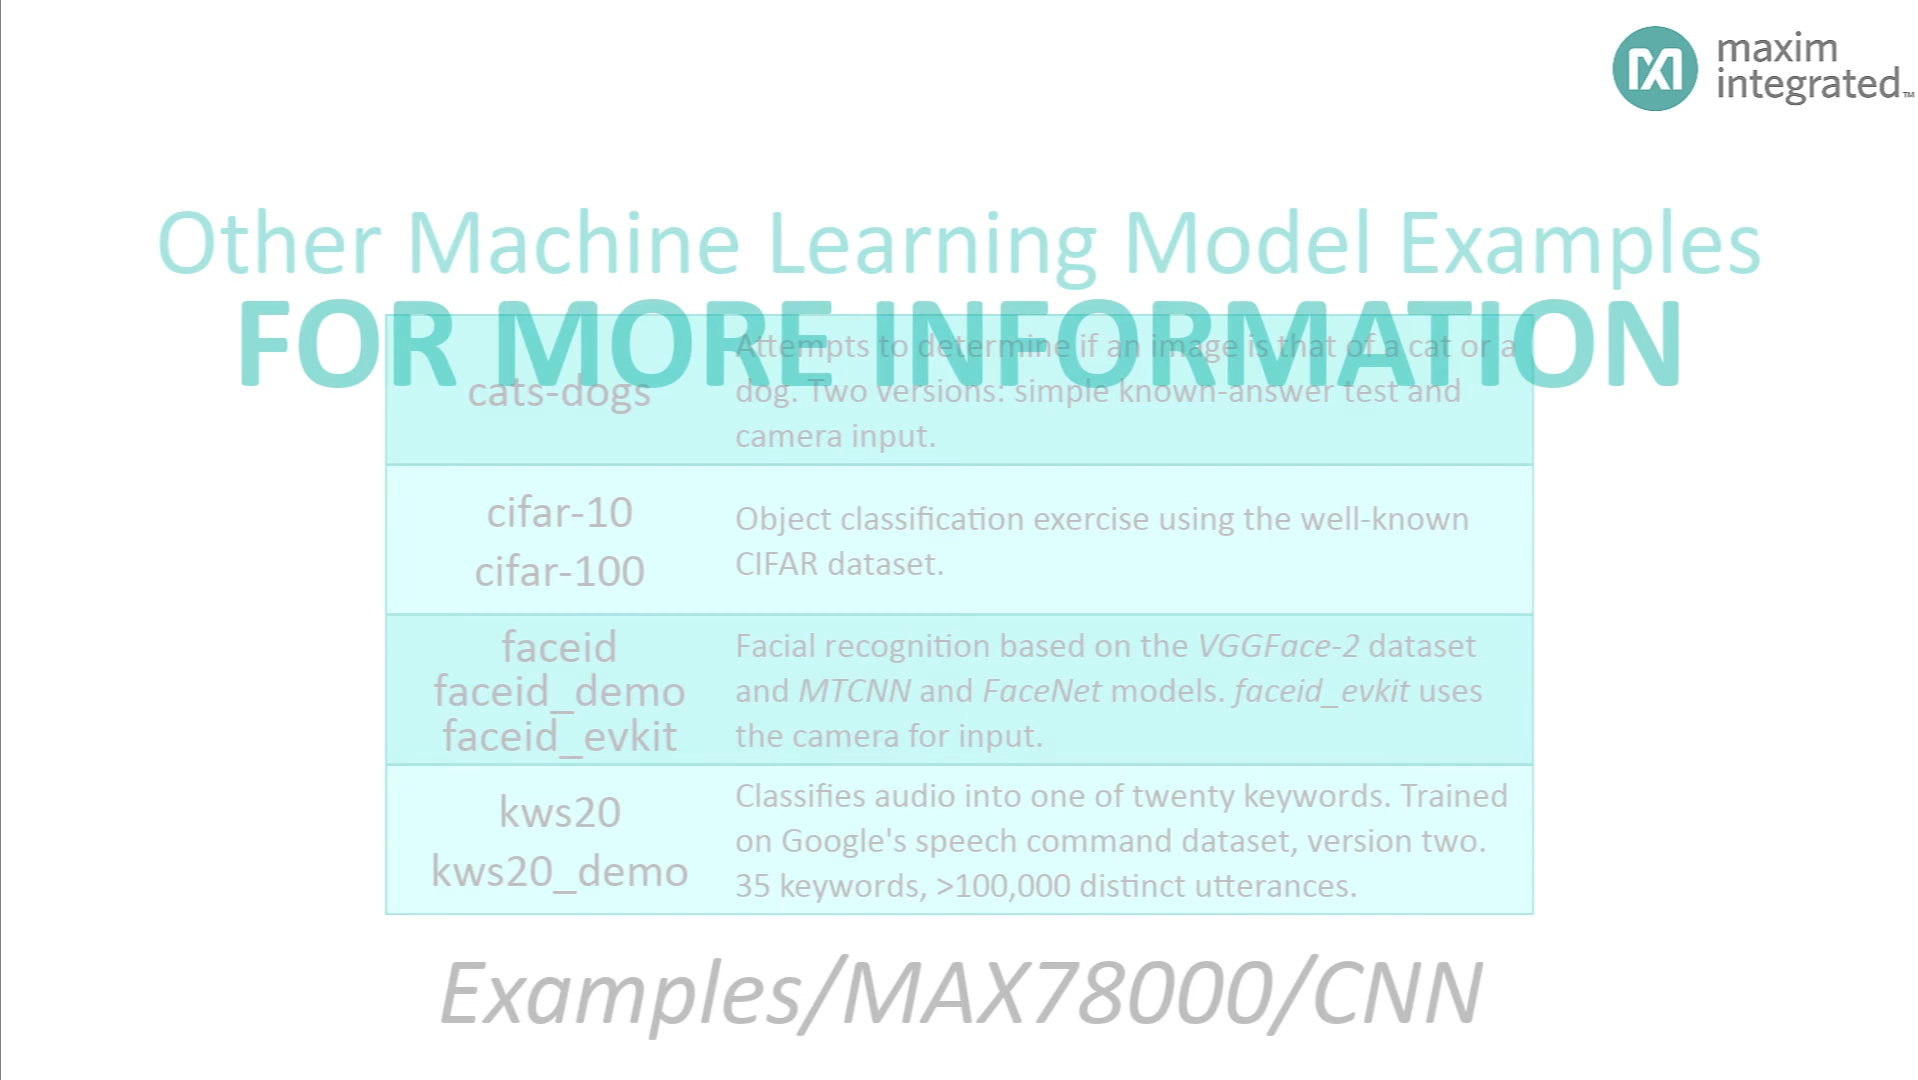 maxim
integrated™
Other Machine Learning Model Examples
FOR MORE INFORMATION
cats-dogs
Attempts to determine if an image is that of a cat or a
dog. Two versions: simple known-answer test and
camera input.
cifar-10
cifar-100
Object classification exercise using the well-known
CIFAR dataset.
faceid
faceid_demo
faceid_evkit
Facial recognition based on the VGGFace-2 dataset
and MTCNN and FaceNet models. faceid_evkit uses
the camera for input.
kws20
kws20_demo
Classifies audio into one of twenty keywords. Trained
on Google's speech command dataset, version two.
35 keywords, >100,000 distinct utterances.
Examples/MAX78000/CNN